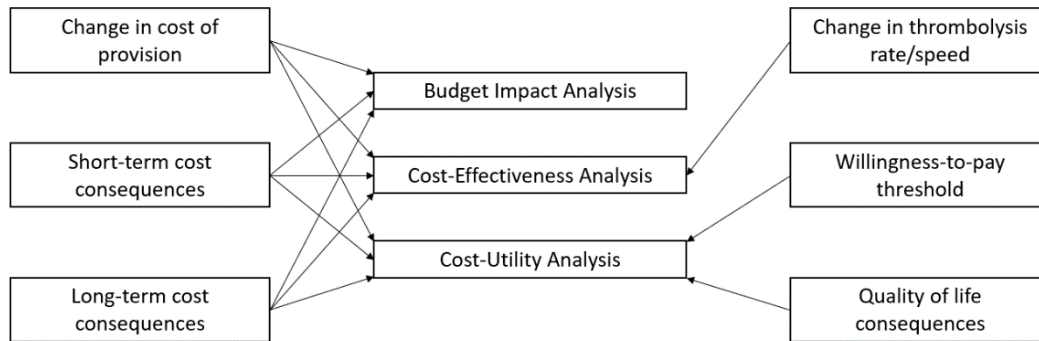 Change in cost of
provision
Short-term cost
consequences
Long-term cost
consequences
Budget Impact Analysis
Cost-Effectiveness Analysis
Cost-Utility Analysis
Change in thrombolysis
rate/speed
Willingness-to-pay
threshold
Quality of life
consequences